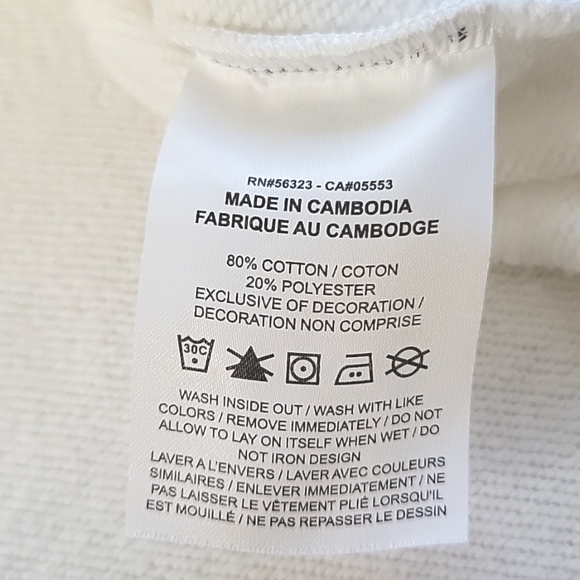 RN#56323 - CA#05553
MADE IN CAMBODIA
FABRIQUE AU CAMBODGE
80% COTTON / COTON
20% POLYESTER
EXCLUSIVE OF DECORATION /
DECORATION NON COMPRISE
30C
WASH INSIDE OUT / WASH WITH LIKE
COLORS / REMOVE IMMEDIATELY / DO NOT
ALLOW TO LAY ON ITSELF WHEN WET / DO
NOT IRON DESIGN
LAVER A L'ENVERS / LAVER AVEC COULEURS
SIMILAIRES / ENLEVER IMMEDIATEMENT / NE
PAS LAISSER LE VÊTEMENT PLIÉ LORSQU'IL
EST MOUILLÉ / NE PAS REPASSER LE DESSIN